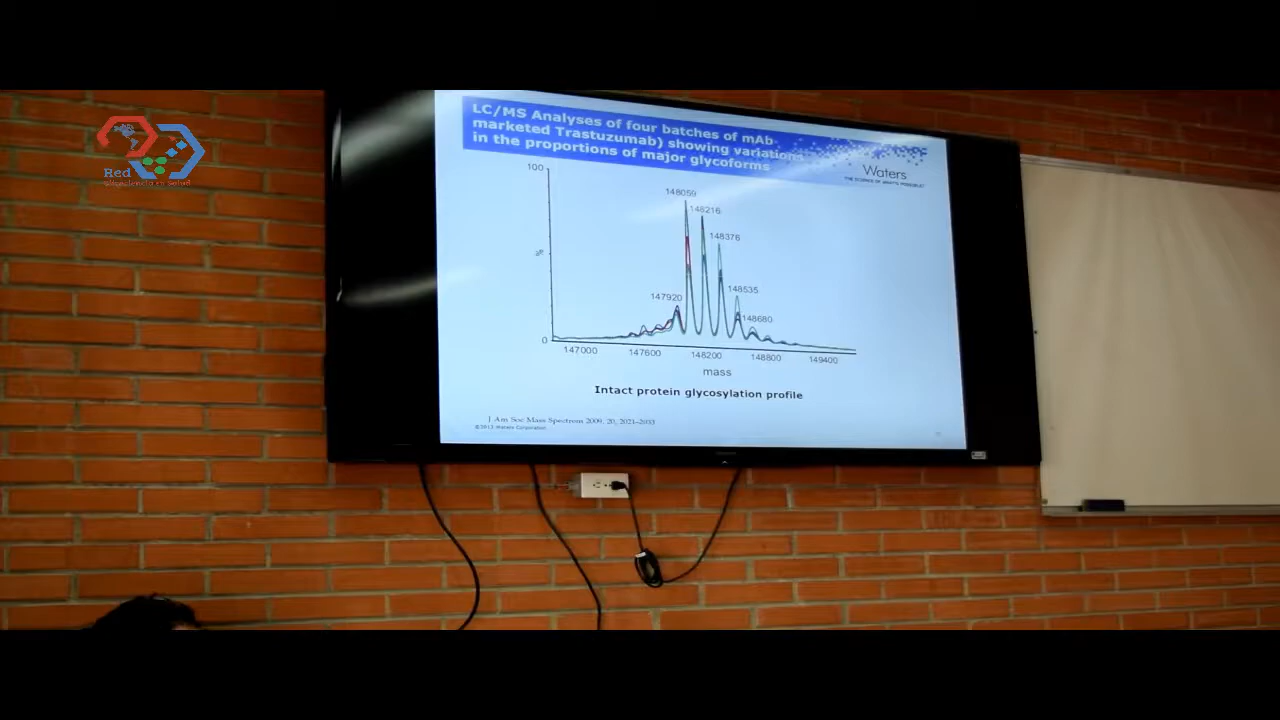 Red
Glicociencia en Salud
LC/MS Analyses of four batches of mAb
marketed Trastuzumab) showing variations
in the proportions of major glycoforms
Waters
THE SCIENCE OF WHAT'S POSSIBLE.
100
%
0
148059
148216
148376
147920
148535
148680
147000
147600
148200
148800
149400
mass
Intact protein glycosylation profile
J Am Soc Mass Spectrom 2009, 20, 2021–2033
©2013 Waters Corporation